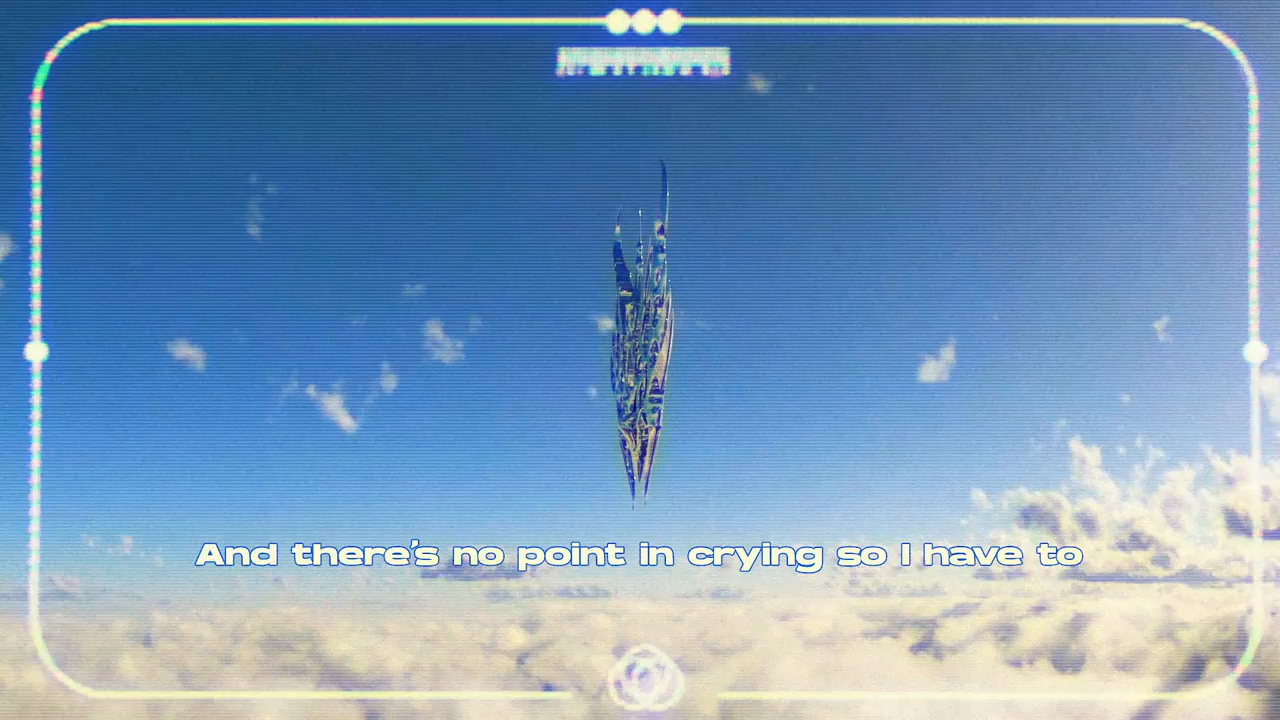 And there's no point in crying so I have to